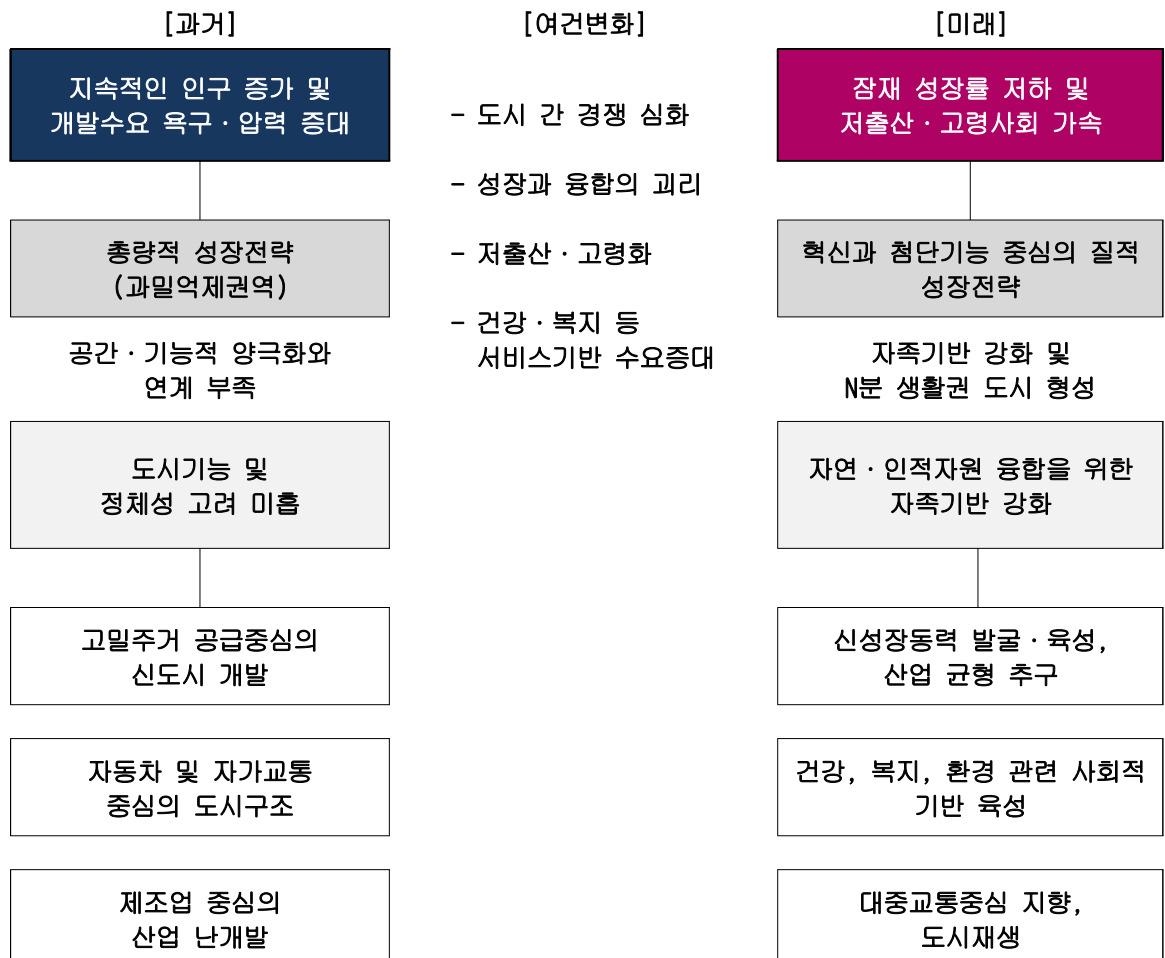 [과거]
지속적인 인구 증가 및
개발수요 욕구·압력 증대
총량적 성장전략
(과밀억제권역)
공간·기능적 양극화와
연계 부족
도시기능 및
정체성 고려 미흡
고밀주거 공급중심의
신도시 개발
자동차 및 자가교통
중심의 도시구조
제조업 중심의
산업 난개발
[여건변화]
- 도시 간 경쟁 심화
- 성장과 융합의 괴리
- 저출산·고령화
- 건강·복지 등
서비스기반 수요증대
[미래]
잠재 성장률 저하 및
저출산·고령사회 가속
혁신과 첨단기능 중심의 질적
성장전략
자족기반 강화 및
N분 생활권 도시 형성
자연·인적자원 융합을 위한
자족기반 강화
신성장동력 발굴·육성,
산업 균형 추구
건강, 복지, 환경 관련 사회적
기반 육성
대중교통중심 지향,
도시재생